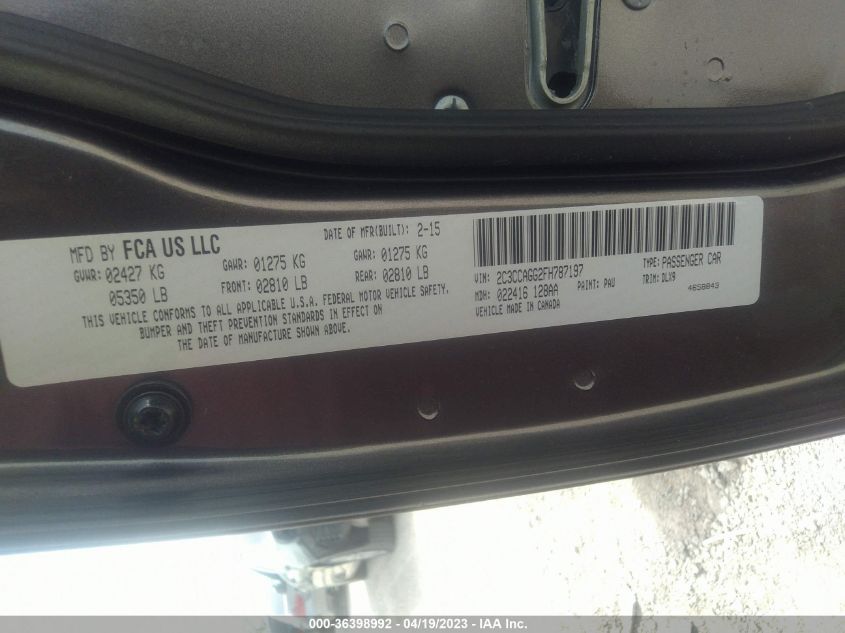 MFD BY FCA US LLC
DATE OF MFR(BUILT): 2-15
GVWR: 02427 KG
GAWR: 01275 KG
GAWR: 01275 KG
05350 LB
FRONT: 02810 LB
REAR: 02810 LB
THIS VEHICLE CONFORMS TO ALL APPLICABLE U.S.A. FEDERAL MOTOR VEHICLE SAFETY,
BUMPER AND THEFT PREVENTION STANDARDS IN EFFECT ON
THE DATE OF MANUFACTURE SHOWN ABOVE.
VIN: 2C3CCAGG2FH787197
TYPE: PASSENGER CAR
MDH: 022416 128AA
PAINT: PAU
TRIM: DLX9
VEHICLE MADE IN CANADA
4658843
000-36398992 - 04/19/2023 - IAA Inc.